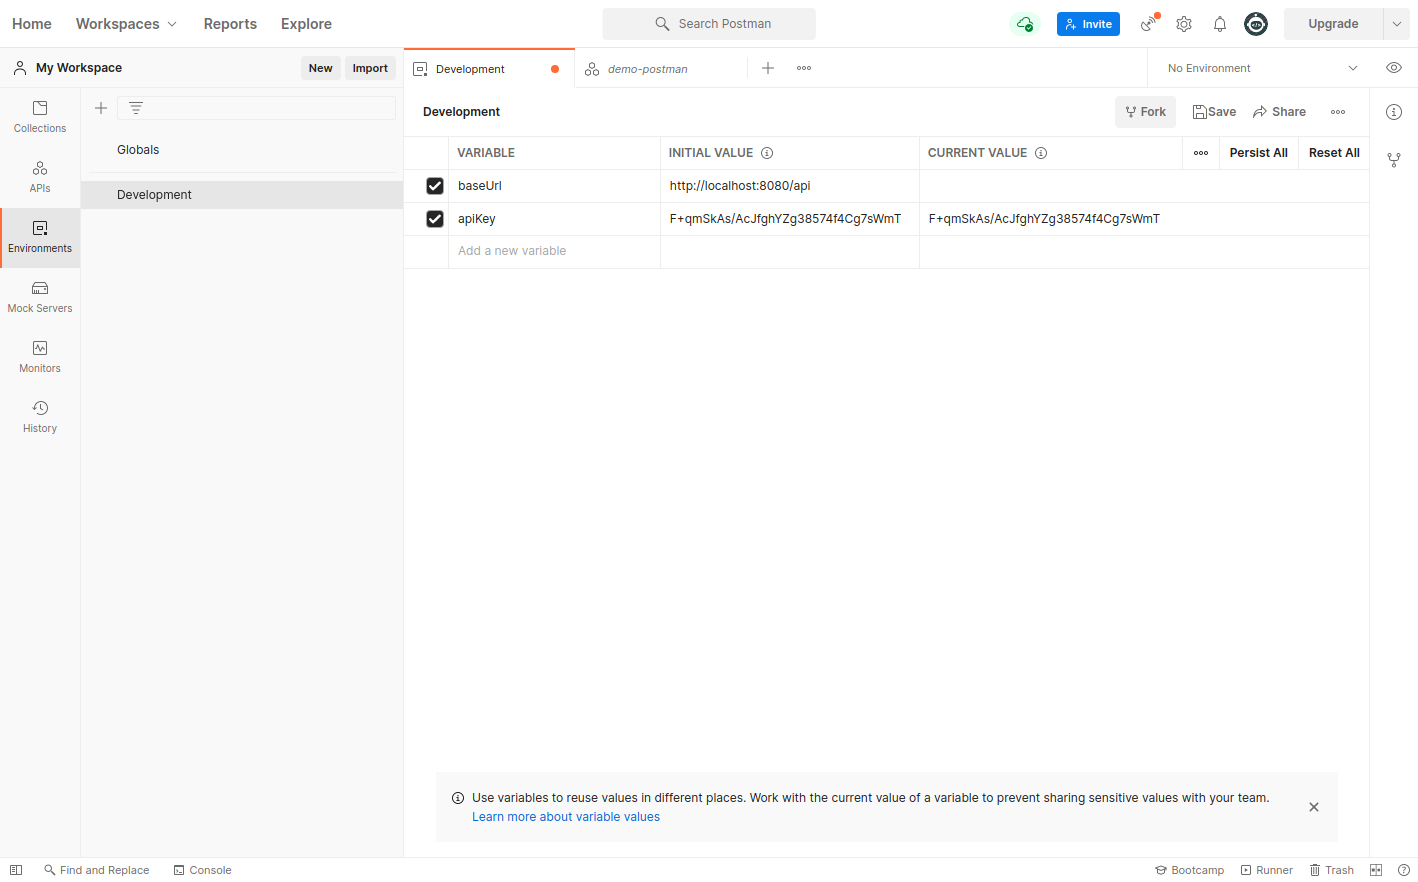 Home Workspaces Reports Explore Search Postman Invite Upgrade
My Workspace New Import Development demo-postman No Environment
Collections
APIs
Environments
Mock Servers
Monitors
History
Globals
Development
Development Fork Save Share
VARIABLE INITIAL VALUE CURRENT VALUE Persist All Reset All
baseUrl http://localhost:8080/api
apiKey F+qmSkAs/AcJfghYZg38574f4Cg7sWmT F+qmSkAs/AcJfghYZg38574f4Cg7sWmT
Add a new variable
Use variables to reuse values in different places. Work with the current value of a variable to prevent sharing sensitive values with your team.
Learn more about variable values
Find and Replace Console Bootcamp Runner Trash